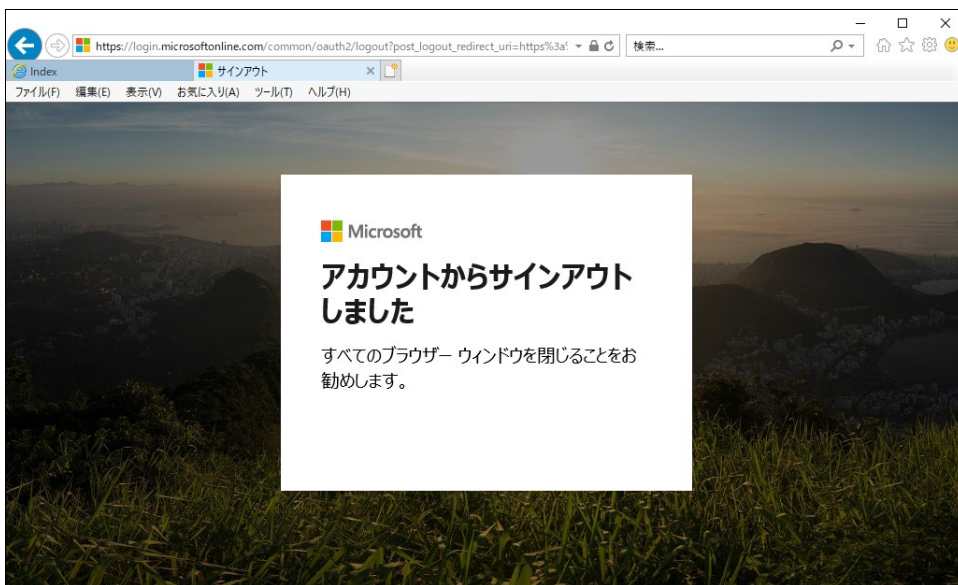 https://login.microsoftonline.com/common/oauth2/logout?post_logout_redirect_uri=https%3a% 検索...
Index サインアウト
ファイル(F) 編集(E) 表示(V) お気に入り(A) ツール(T) ヘルプ(H)
Microsoft
アカウントからサインアウト
しました
すべてのブラウザー ウィンドウを閉じることをお
勧めします。